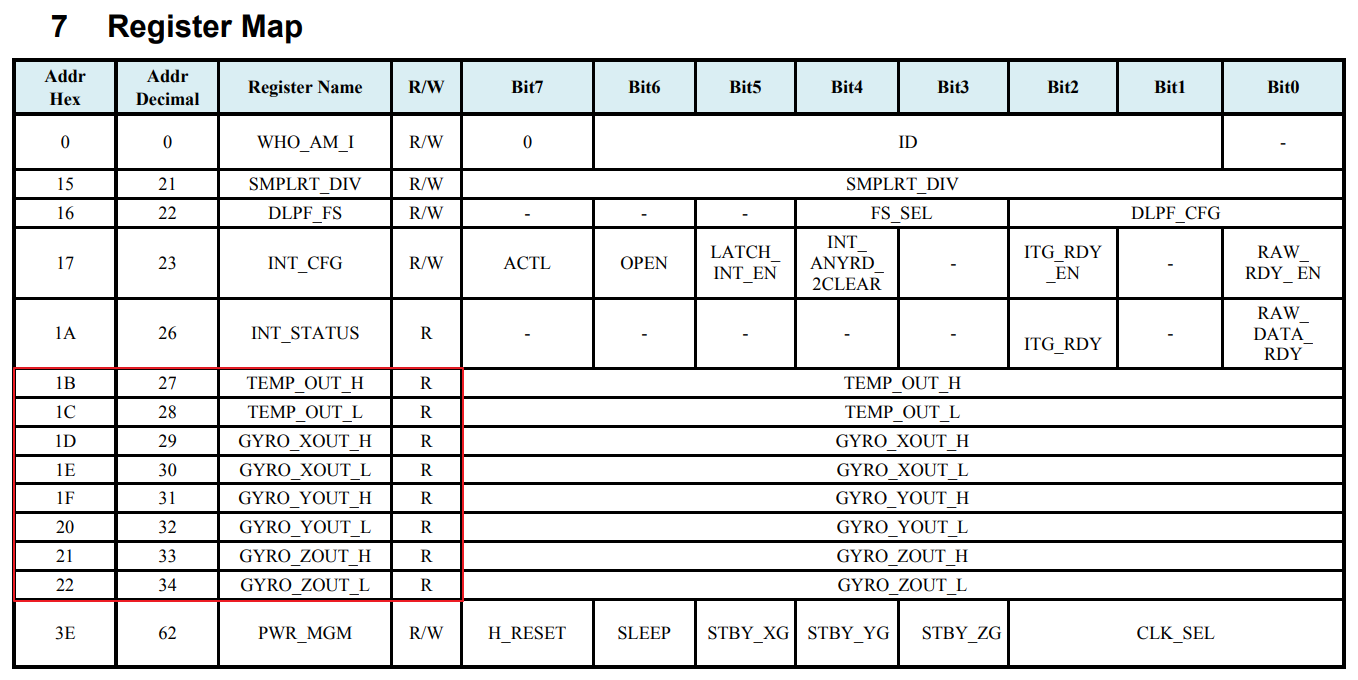 7 Register Map
Addr Hex Addr Decimal Register Name R/W Bit7 Bit6 Bit5 Bit4 Bit3 Bit2 Bit1 Bit0
0 0 WHO_AM_I R/W 0 ID -
15 21 SMPLRT_DIV R/W SMPLRT_DIV
16 22 DLPF_FS R/W - - - FS_SEL DLPF_CFG
17 23 INT_CFG R/W ACTL OPEN LATCH_ INT_EN INT_ ANYRD_ 2CLEAR - ITG_RDY _EN - RAW_ RDY_ EN
1A 26 INT_STATUS R - - - - - ITG_RDY - RAW_ DATA_ RDY
1B 27 TEMP_OUT_H R TEMP_OUT_H
1C 28 TEMP_OUT_L R TEMP_OUT_L
1D 29 GYRO_XOUT_H R GYRO_XOUT_H
1E 30 GYRO_XOUT_L R GYRO_XOUT_L
1F 31 GYRO_YOUT_H R GYRO_YOUT_H
20 32 GYRO_YOUT_L R GYRO_YOUT_L
21 33 GYRO_ZOUT_H R GYRO_ZOUT_H
22 34 GYRO_ZOUT_L R GYRO_ZOUT_L
3E 62 PWR_MGM R/W H_RESET SLEEP STBY_XG STBY_YG STBY_ZG CLK_SEL